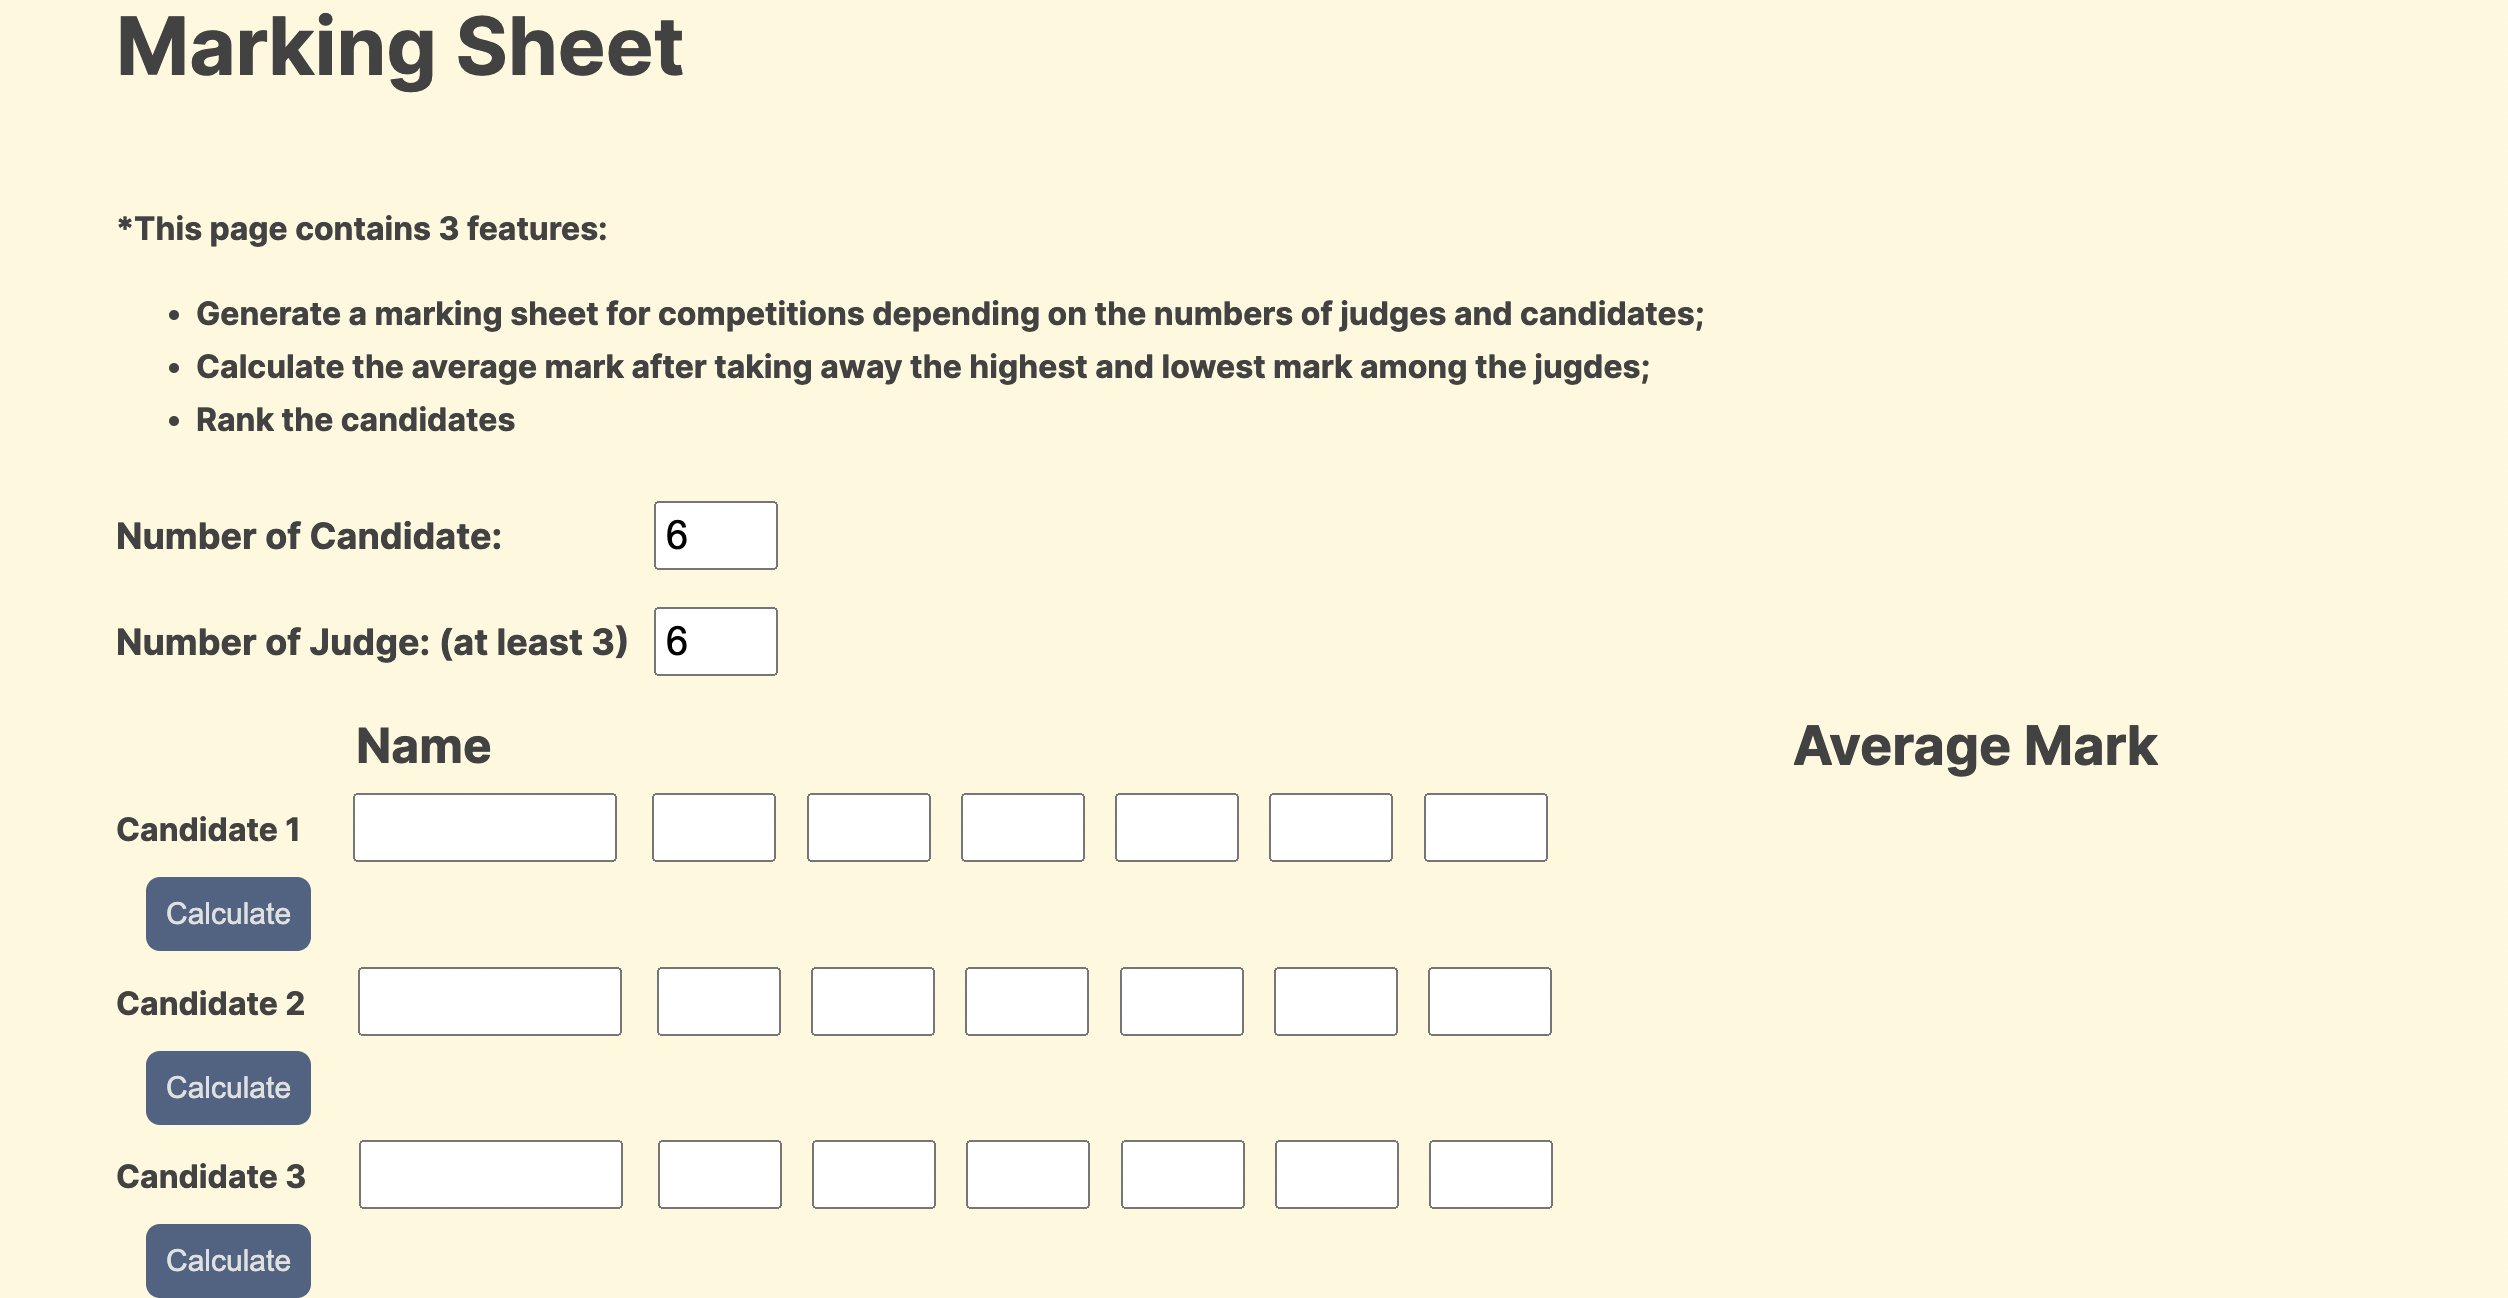 Marking Sheet
*This page contains 3 features:
• Generate a marking sheet for competitions depending on the numbers of judges and candidates;
• Calculate the average mark after taking away the highest and lowest mark among the jugdes;
• Rank the candidates
Number of Candidate: 6
Number of Judge: (at least 3) 6
Name Average Mark
Candidate 1
Calculate
Candidate 2
Calculate
Candidate 3
Calculate